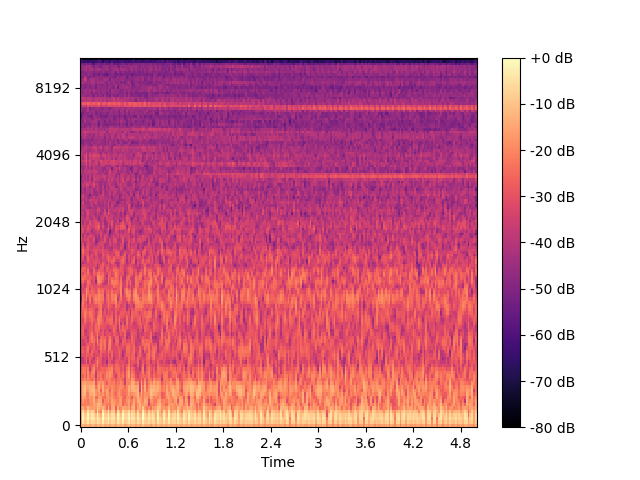 +0 dB
8192
-10 dB
4096
-20 dB
-30 dB
2048
-40 dB
Hz
1024
-50 dB
-60 dB
512
-70 dB
0
-80 dB
0 0.6 1.2 1.8 2.4 3 3.6 4.2 4.8
Time